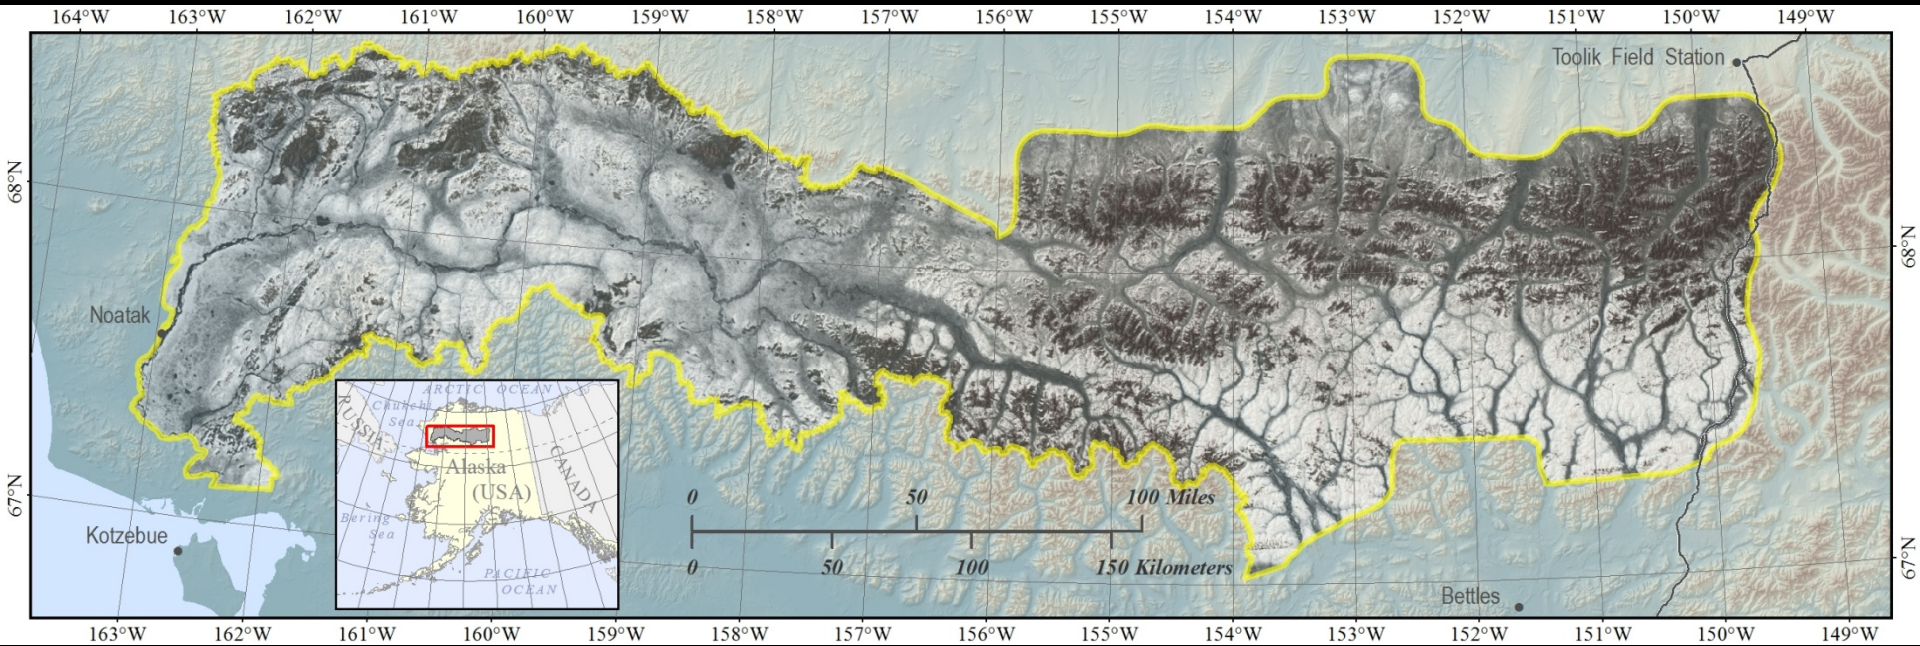 164°W 163°W 162°W 161°W 160°W 159°W 158°W 157°W 156°W 155°W 154°W 153°W 152°W 151°W 150°W 149°W
Toolik Field Station
68°N
68°N
Noatak
ARCTIC OCEAN
Chukchi
Sea
RUSSIA
Alaska
(USA)
CANADA
Bering
Sea
PACIFIC
OCEAN
67°N
67°N
Kotzebue
0 50 100 Miles
0 50 100 150 Kilometers
Bettles
163°W 162°W 161°W 160°W 159°W 158°W 157°W 156°W 155°W 154°W 153°W 152°W 151°W 150°W 149°W